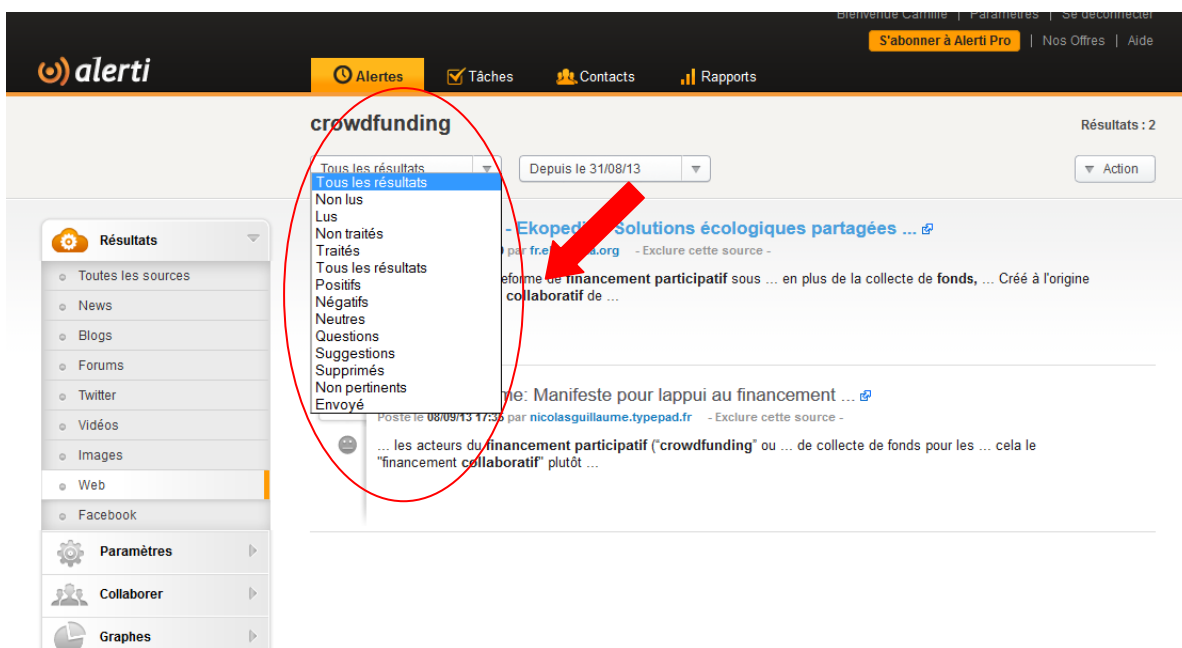 Bienvenue Camille | Paramètres | Se déconnecter
S'abonner à Alerti Pro | Nos Offres | Aide
alerti
Alertes Tâches Contacts Rapports
crowdfunding
Résultats : 2
Tous les résultats Depuis le 31/08/13 Action
Tous les résultats
Non lus
Lus
Non traités
Traités
Tous les résultats
Positifs
Négatifs
Neutres
Questions
Suggestions
Supprimés
Non pertinents
Envoyé
Résultats
Toutes les sources
News
Blogs
Forums
Twitter
Vidéos
Images
Web
Facebook
Paramètres
Collaborer
Graphes
- Solutions écologiques partagées ...
par - Exclure cette source -
de financement participatif sous ... en plus de la collecte de fonds, ... Créé à l'origine
collaboratif de ...
Manifeste pour lappui au financement ...
Posté le 08/09/13 17:35 par nicolasguillaume.typepad.fr - Exclure cette source -
... les acteurs du financement participatif ("crowdfunding" ou ... de collecte de fonds pour les ... cela le
"financement collaboratif" plutôt ...